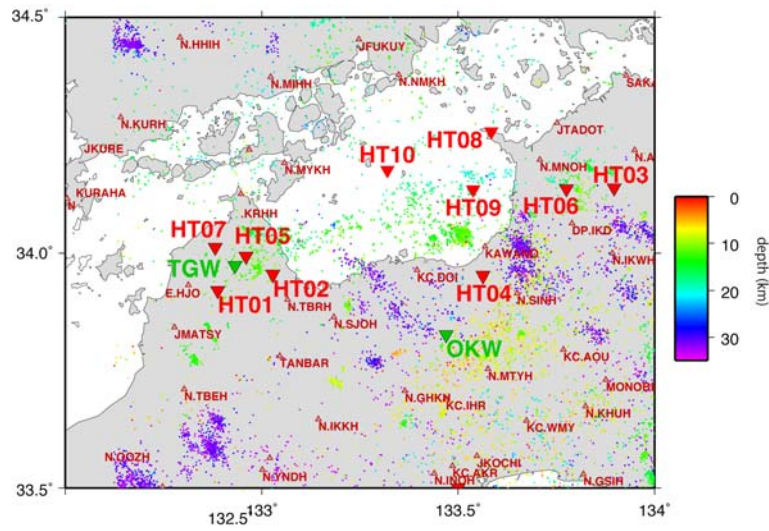 34.5°
N.HHIH
JFUKUY
N.MIHH
N.NMKH
SAKA
N.KURH
HT08
JTADOT
JKURE
HT10
N.MNOH
N.A
N.MYKH
HT03
KURAHA
N
KRHH
HT09
HT06
HT07
HT05
DP.IKD
34.0°
TGW
KAWANO
N.IKWH
KC.DOI
E.HJO
HT01
HT02
HT04
N.TBRH
N.SINH
JMATSY
N.SJOH
OKW
TANBAR
KC.AOU
N.MTYH
MONOBE
N.TBEH
N.GHKN
KC.IHR
N.KHUH
N.IKKH
KC.WMY
N.OOZH
JKOCHI
N.YNDH
KC.AKR
N.INOH
N.GSIH
33.5°
132.5°
133°
133.5°
134°
0
10
20
30
depth (km)